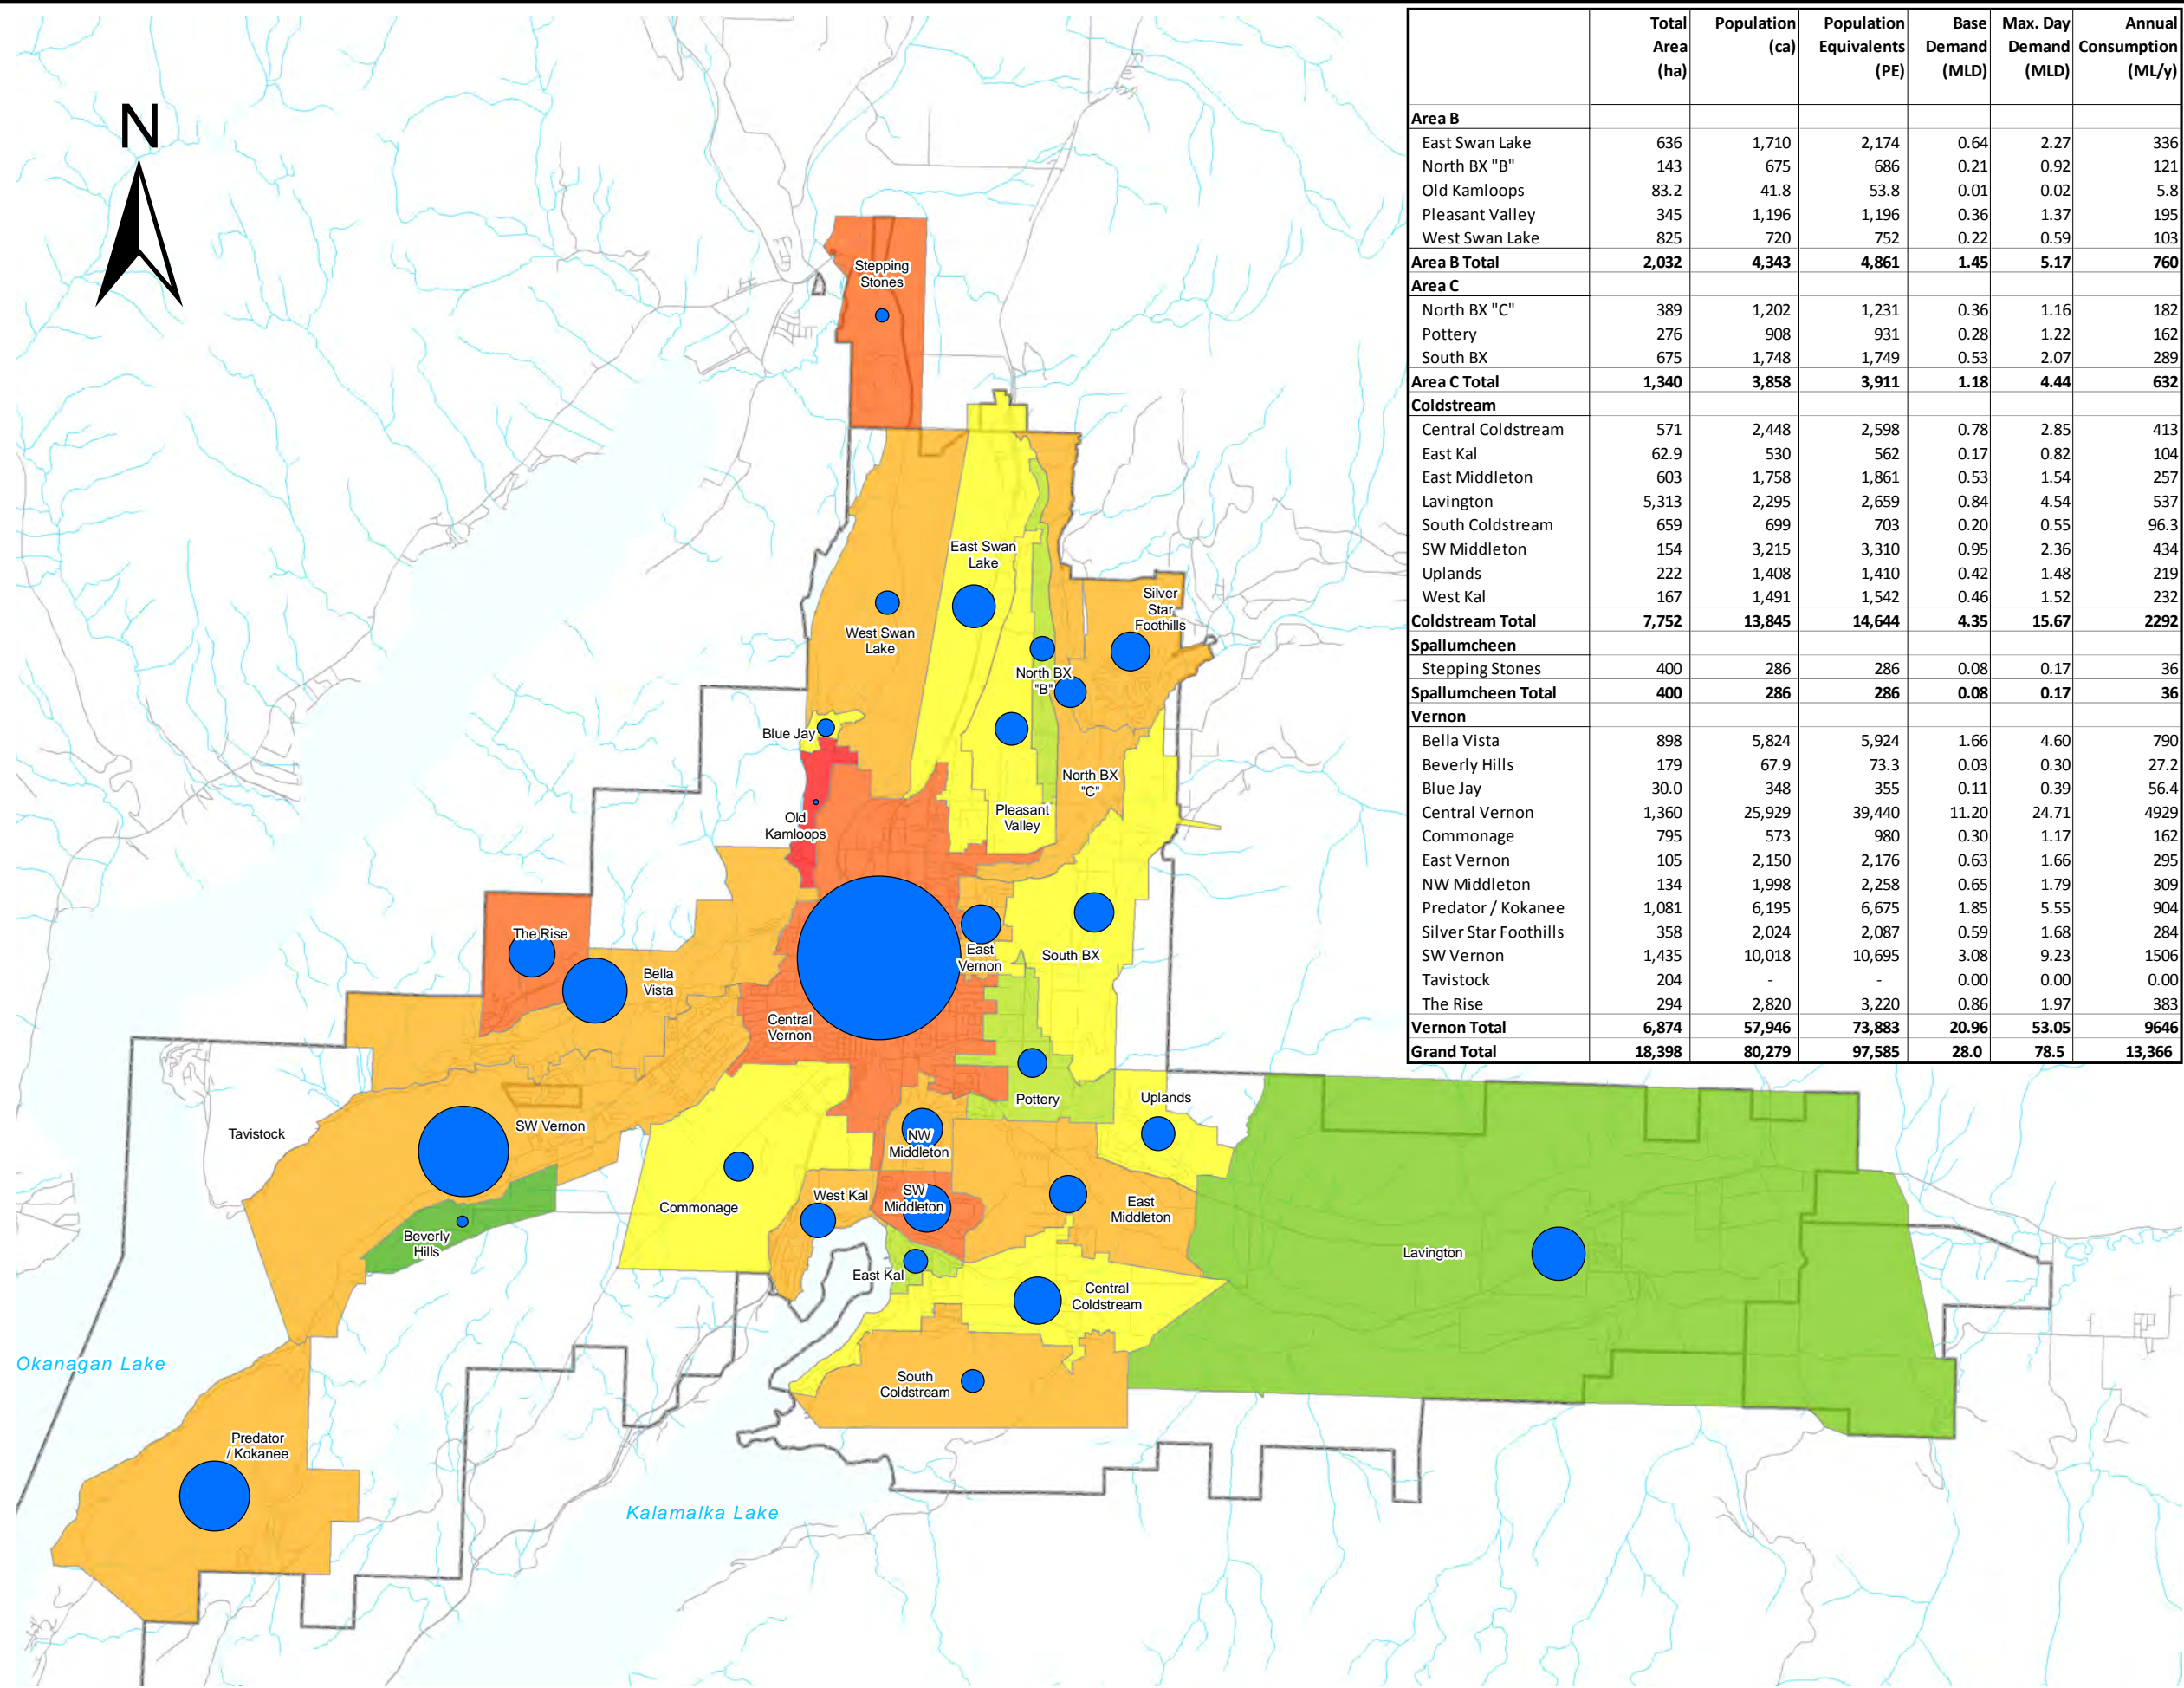 Total Population Population Base Max. Day Annual
Area (ca) Equivalents Demand Demand Consumption
(ha) (PE) (MLD) (MLD) (ML/y)
Area B
East Swan Lake 636 1,710 2,174 0.64 2.27 336
North BX "B" 143 675 686 0.21 0.92 121
Old Kamloops 83.2 41.8 53.8 0.01 0.02 5.8
Pleasant Valley 345 1,196 1,196 0.36 1.37 195
West Swan Lake 825 720 752 0.22 0.59 103
Area B Total 2,032 4,343 4,861 1.45 5.17 760
Area C
North BX "C" 389 1,202 1,231 0.36 1.16 182
Pottery 276 908 931 0.28 1.22 162
South BX 675 1,748 1,749 0.53 2.07 289
Area C Total 1,340 3,858 3,911 1.18 4.44 632
Coldstream
Central Coldstream 571 2,448 2,598 0.78 2.85 413
East Kal 62.9 530 562 0.17 0.82 104
East Middleton 603 1,758 1,861 0.53 1.54 257
Lavington 5,313 2,295 2,659 0.84 4.54 537
South Coldstream 659 699 703 0.20 0.55 96.3
SW Middleton 154 3,215 3,310 0.95 2.36 434
Uplands 222 1,408 1,410 0.42 1.48 219
West Kal 167 1,491 1,542 0.46 1.52 232
Coldstream Total 7,752 13,845 14,644 4.35 15.67 2292
Spallumcheen
Stepping Stones 400 286 286 0.08 0.17 36
Spallumcheen Total 400 286 286 0.08 0.17 36
Vernon
Bella Vista 898 5,824 5,924 1.66 4.60 790
Beverly Hills 179 67.9 73.3 0.03 0.30 27.2
Blue Jay 30.0 348 355 0.11 0.39 56.4
Central Vernon 1,360 25,929 39,440 11.20 24.71 4929
Commonage 795 573 980 0.30 1.17 162
East Vernon 105 2,150 2,176 0.63 1.66 295
NW Middleton 134 1,998 2,258 0.65 1.79 309
Predator / Kokanee 1,081 6,195 6,675 1.85 5.55 904
Silver Star Foothills 358 2,024 2,087 0.59 1.68 284
SW Vernon 1,435 10,018 10,695 3.08 9.23 1506
Tavistock 204 - - 0.00 0.00 0.00
The Rise 294 2,820 3,220 0.86 1.97 383
Vernon Total 6,874 57,946 73,883 20.96 53.05 9646
Grand Total 18,398 80,279 97,585 28.0 78.5 13,366
N
Stepping
Stones
East Swan
Lake
Silver
Star
Foothills
West Swan
Lake
North BX
"B"
Blue Jay
North BX
"C"
Old
Kamloops
Pleasant
Valley
The Rise
Bella
Vista
East
Vernon
South BX
Central
Vernon
Pottery
Uplands
Tavistock
SW Vernon
NW
Middleton
Commonage
West Kal
SW
Middleton
East
Middleton
Beverly
Hills
East Kal
Lavington
Central
Coldstream
Okanagan Lake
South
Coldstream
Predator
/ Kokanee
Kalamalka Lake